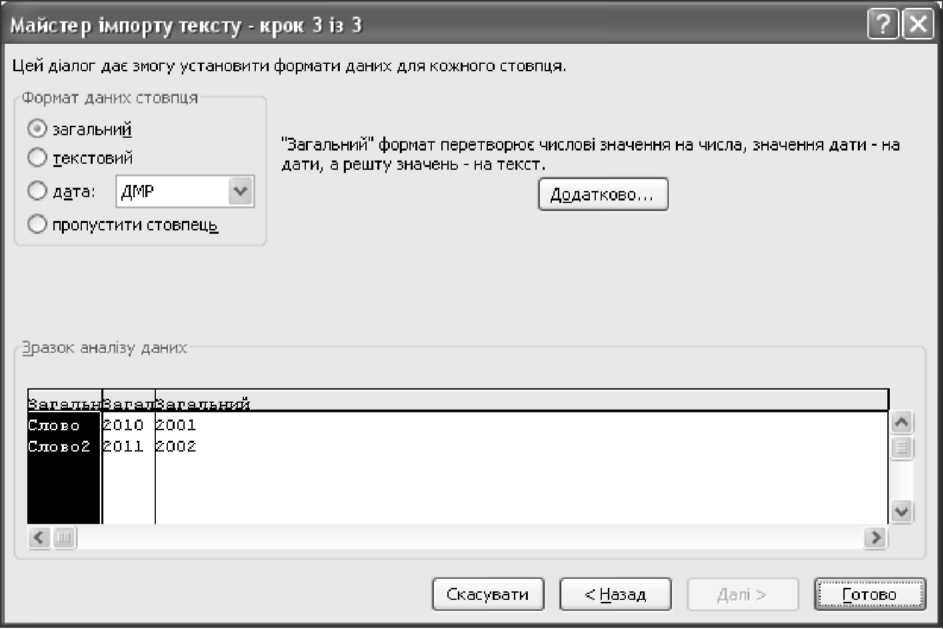 Майстер імпорту тексту - крок 3 із 3
Цей діалог дає змогу установити формати даних для кожного стовпця.
Формат даних стовпця
загальний
текстовий
дата: ДМР
пропустити стовпець
"Загальний" формат перетворює числові значення на числа, значення дати - на
дати, а решту значень - на текст.
Додатково...
Зразок аналізу даних
Загальн Загал Загальний
Слово 2010 2001
Слово2 2011 2002
Скасувати < Назад Далі > Готово